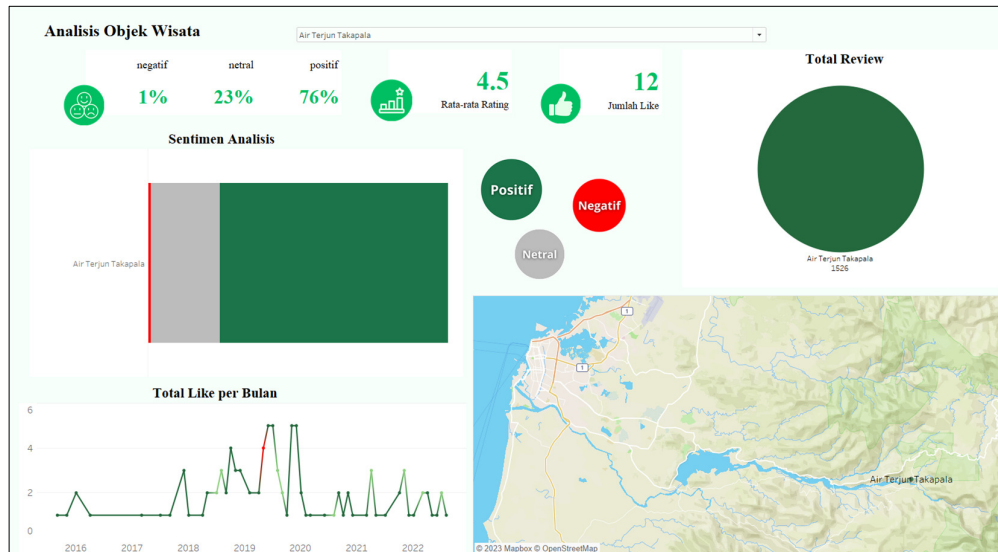 Analisis Objek Wisata
Air Terjun Takapala
negatif netral positif
1% 23% 76%
4.5
Rata-rata Rating
12
Jumlah Like
Total Review
Air Terjun Takapala
1526
Sentimen Analisis
Air Terjun Takapala
Positif
Negatif
Netral
1
1
Air Terjun Takapala
© 2023 Mapbox © OpenStreetMap
Total Like per Bulan
6
4
2
0
2016 2017 2018 2019 2020 2021 2022